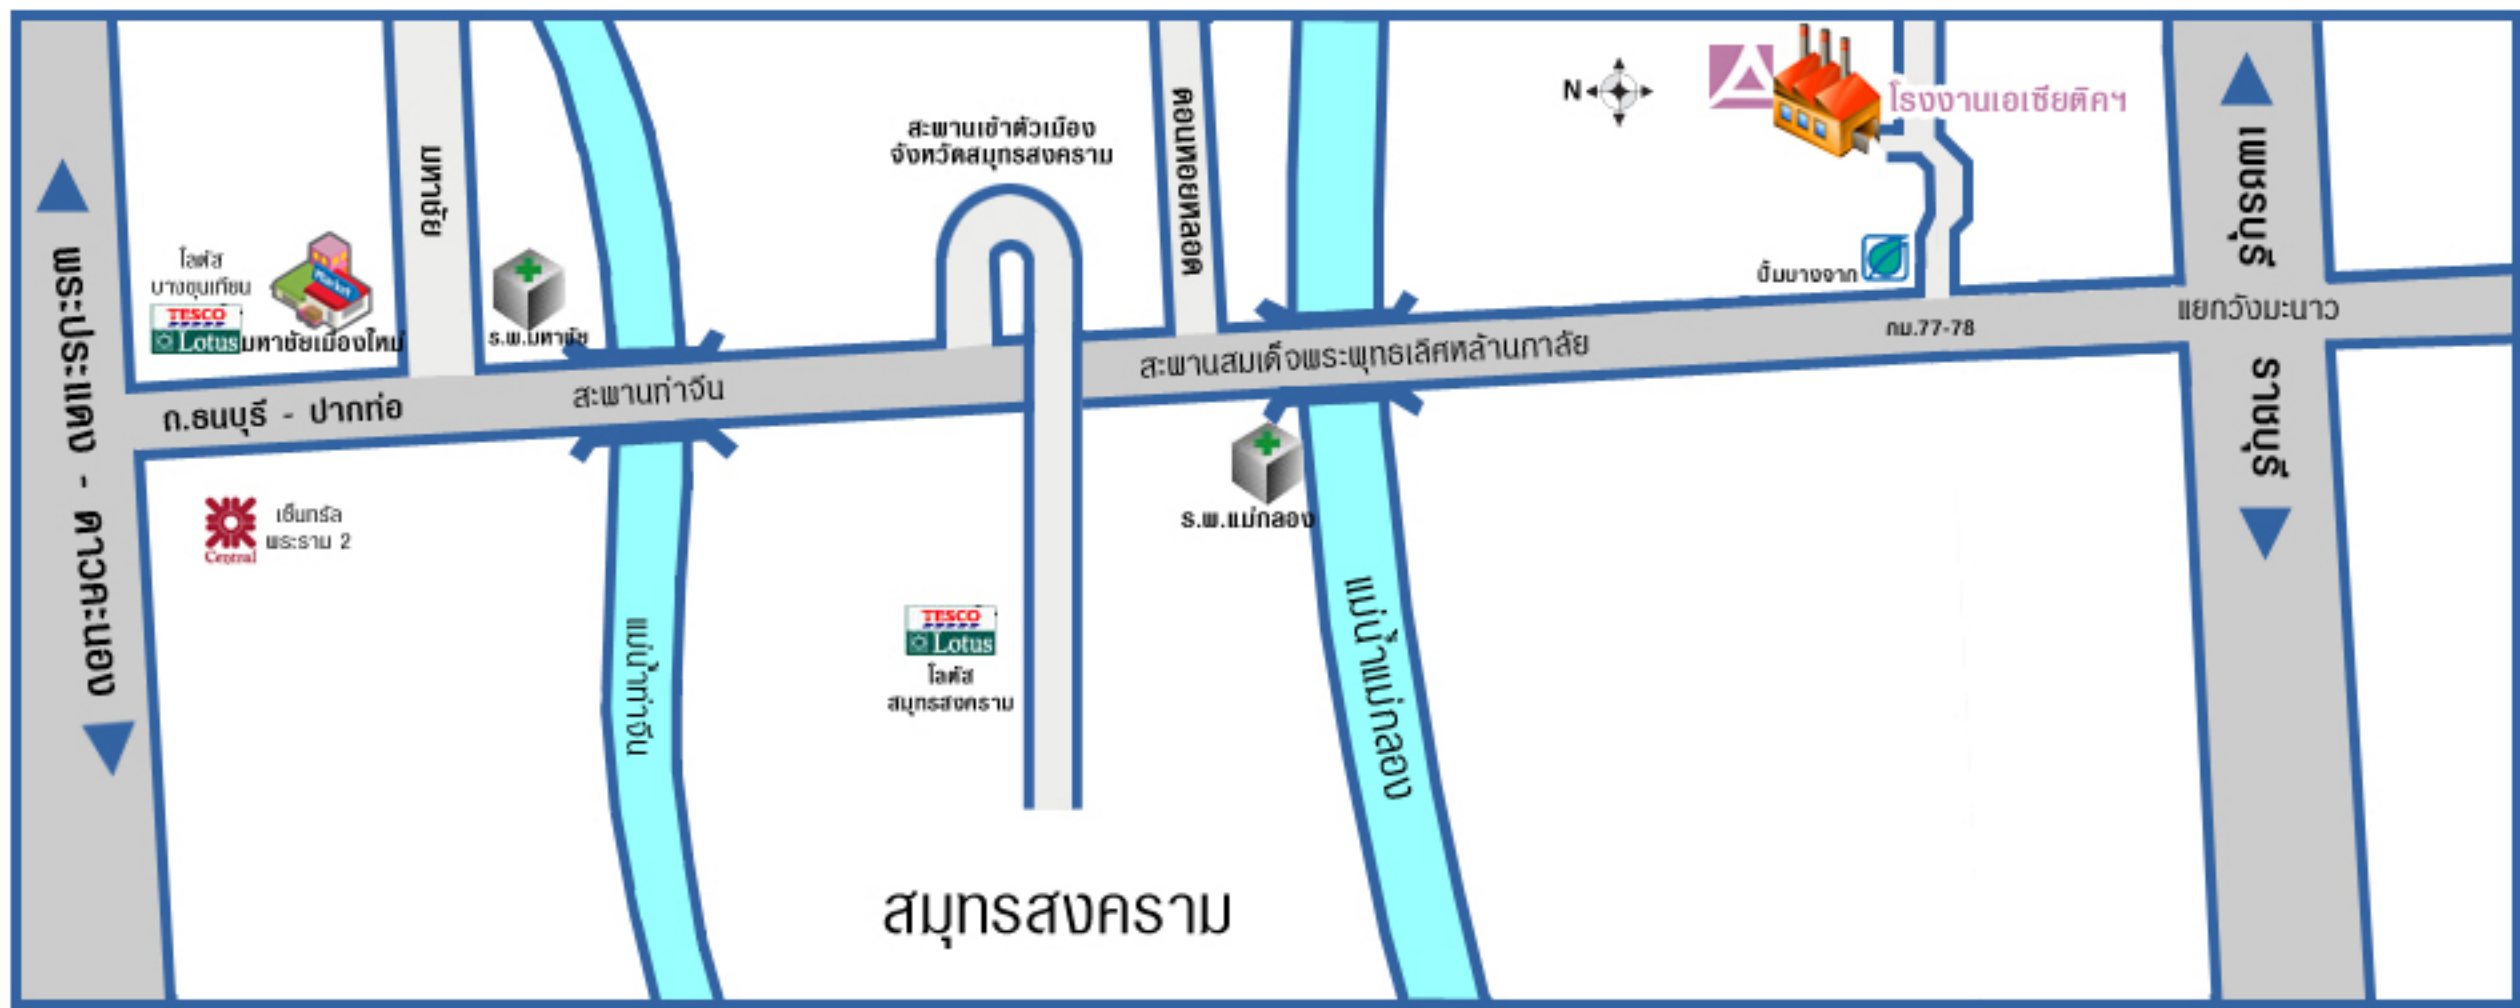 พระประแดง - ดาวคะนอง
โลตัส
บางขุนเทียน
TESCO
Lotus
Market
มหาชัยเมืองใหม่
มหาชัย
ร.พ.มหาชัย
ถ.ธนบุรี - ปากท่อ
สะพานท่าจีน
Central
เซ็นทรัล
พระราม 2
แม่น้ำท่าจีน
สะพานเข้าตัวเมือง
จังหวัดสมุทรสงคราม
TESCO
Lotus
โลตัส
สมุทรสงคราม
สมุทรสงคราม
ดอนหอยหลอด
สะพานสมเด็จพระพุทธเลิศหล้านภาลัย
ร.พ.แม่กลอง
แม่น้ำแม่กลอง
N
โรงงานเอเซียติคฯ
ปั้มบางจาก
กม.77-78
แยกวังมะนาว
เพชรบุรี
ราชบุรี